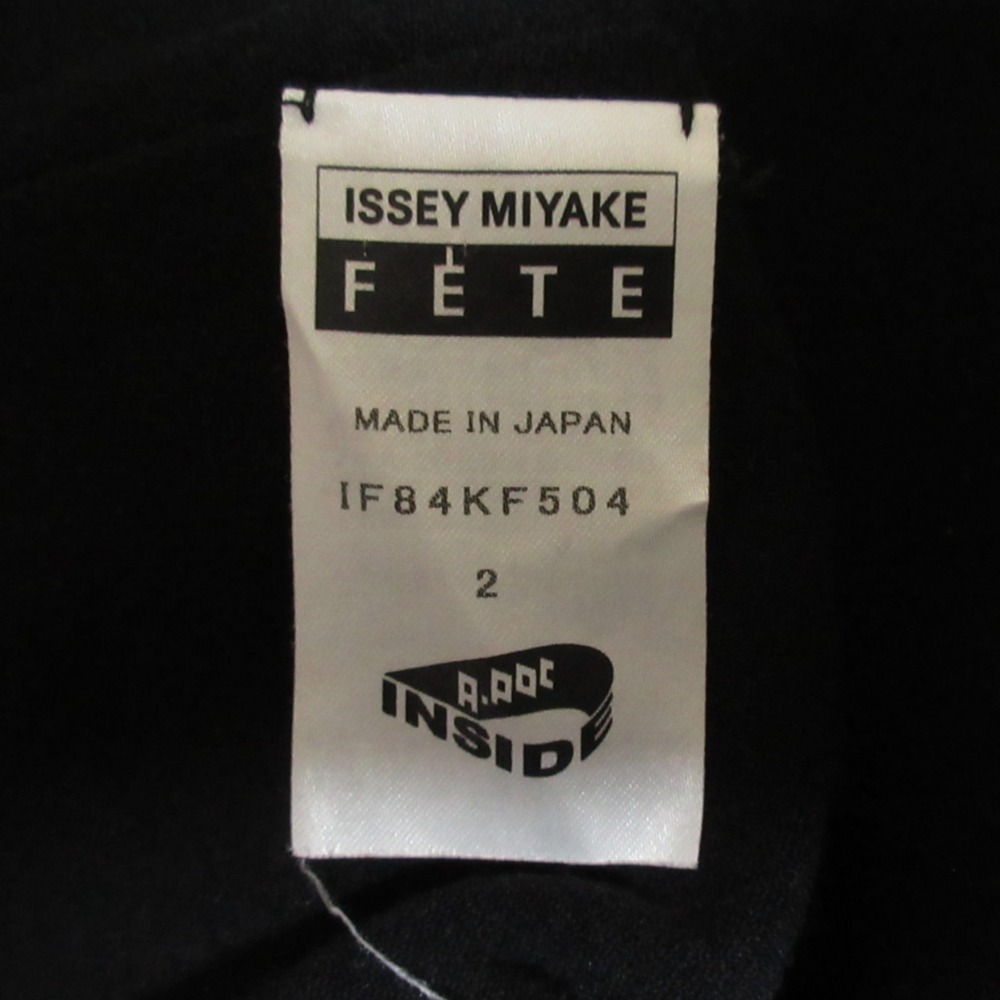 ISSEY MIYAKE
FÊTE
MADE IN JAPAN
IF84KF504
2
A.POC
INSIDE